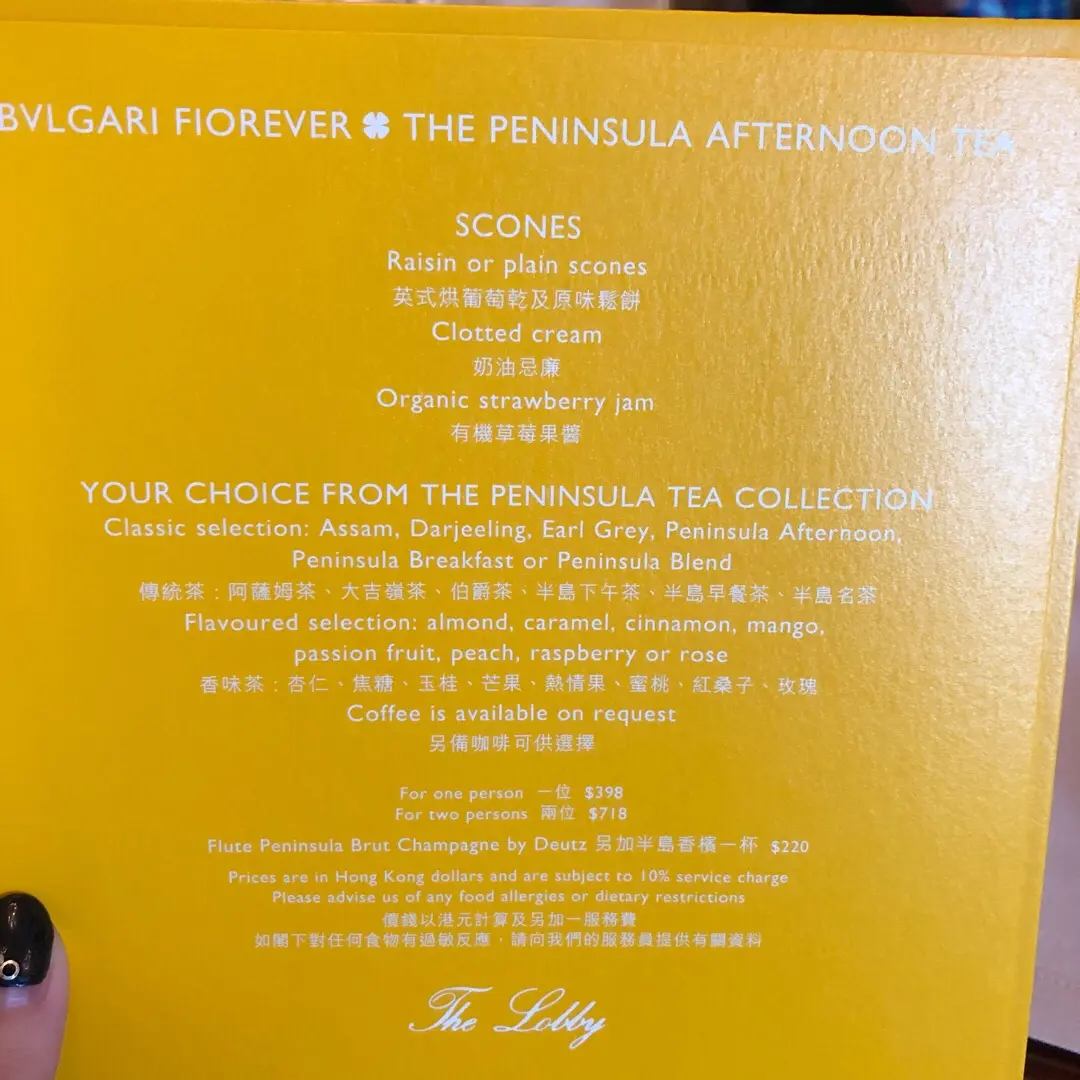 BVLGARI FIOREVER THE PENINSULA AFTERNOON TEA
SCONES
Raisin or plain scones
英式烘葡萄乾及原味鬆餅
Clotted cream
奶油忌廉
Organic strawberry jam
有機草莓果醬
YOUR CHOICE FROM THE PENINSULA TEA COLLECTION
Classic selection: Assam, Darjeeling, Earl Grey, Peninsula Afternoon,
Peninsula Breakfast or Peninsula Blend
傳統茶：阿薩姆茶、大吉嶺茶、伯爵茶、半島下午茶、半島早餐茶、半島名茶
Flavoured selection: almond, caramel, cinnamon, mango,
passion fruit, peach, raspberry or rose
香味茶：杏仁、焦糖、玉桂、芒果、熱情果、蜜桃、紅桑子、玫瑰
Coffee is available on request
另備咖啡可供選擇
For one person 一位 $398
For two persons 兩位 $718
Flute Peninsula Brut Champagne by Deutz 另加半島香檳一杯 $220
Prices are in Hong Kong dollars and are subject to 10% service charge
Please advise us of any food allergies or dietary restrictions
價錢以港元計算及另加一服務費
如閣下對任何食物有過敏反應，請向我們的服務員提供有關資料
The Lobby